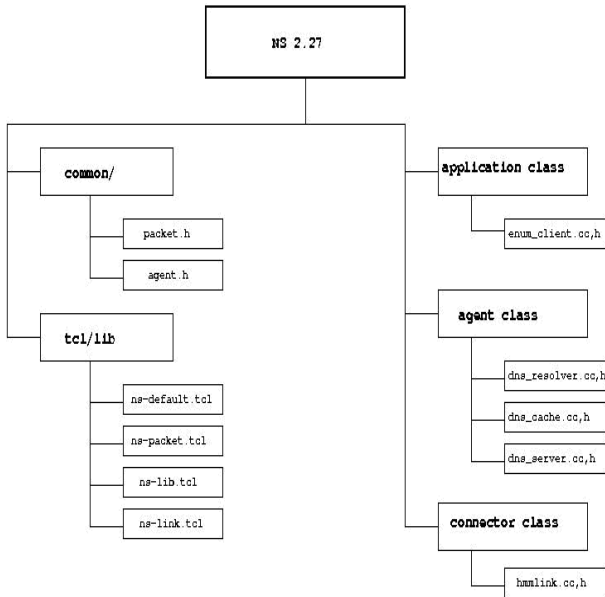 NS 2.27
common/
packet.h
agent.h
tcl/lib
ns-default.tcl
ns-packet.tcl
ns-lib.tcl
ns-link.tcl
application class
enum_client.cc,h
agent class
dns_resolver.cc,h
dns_cache.cc,h
dns_server.cc,h
connector class
hmmlink.cc,h